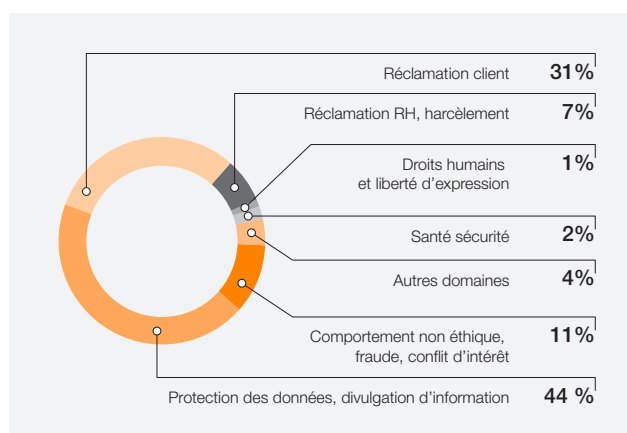 Réclamation client 31%
Réclamation RH, harcèlement 7%
Droits humains 1%
et liberté d'expression
Santé sécurité 2%
Autres domaines 4%
Comportement non éthique, 11%
fraude, conflit d'intérêt
Protection des données, divulgation d'information 44 %